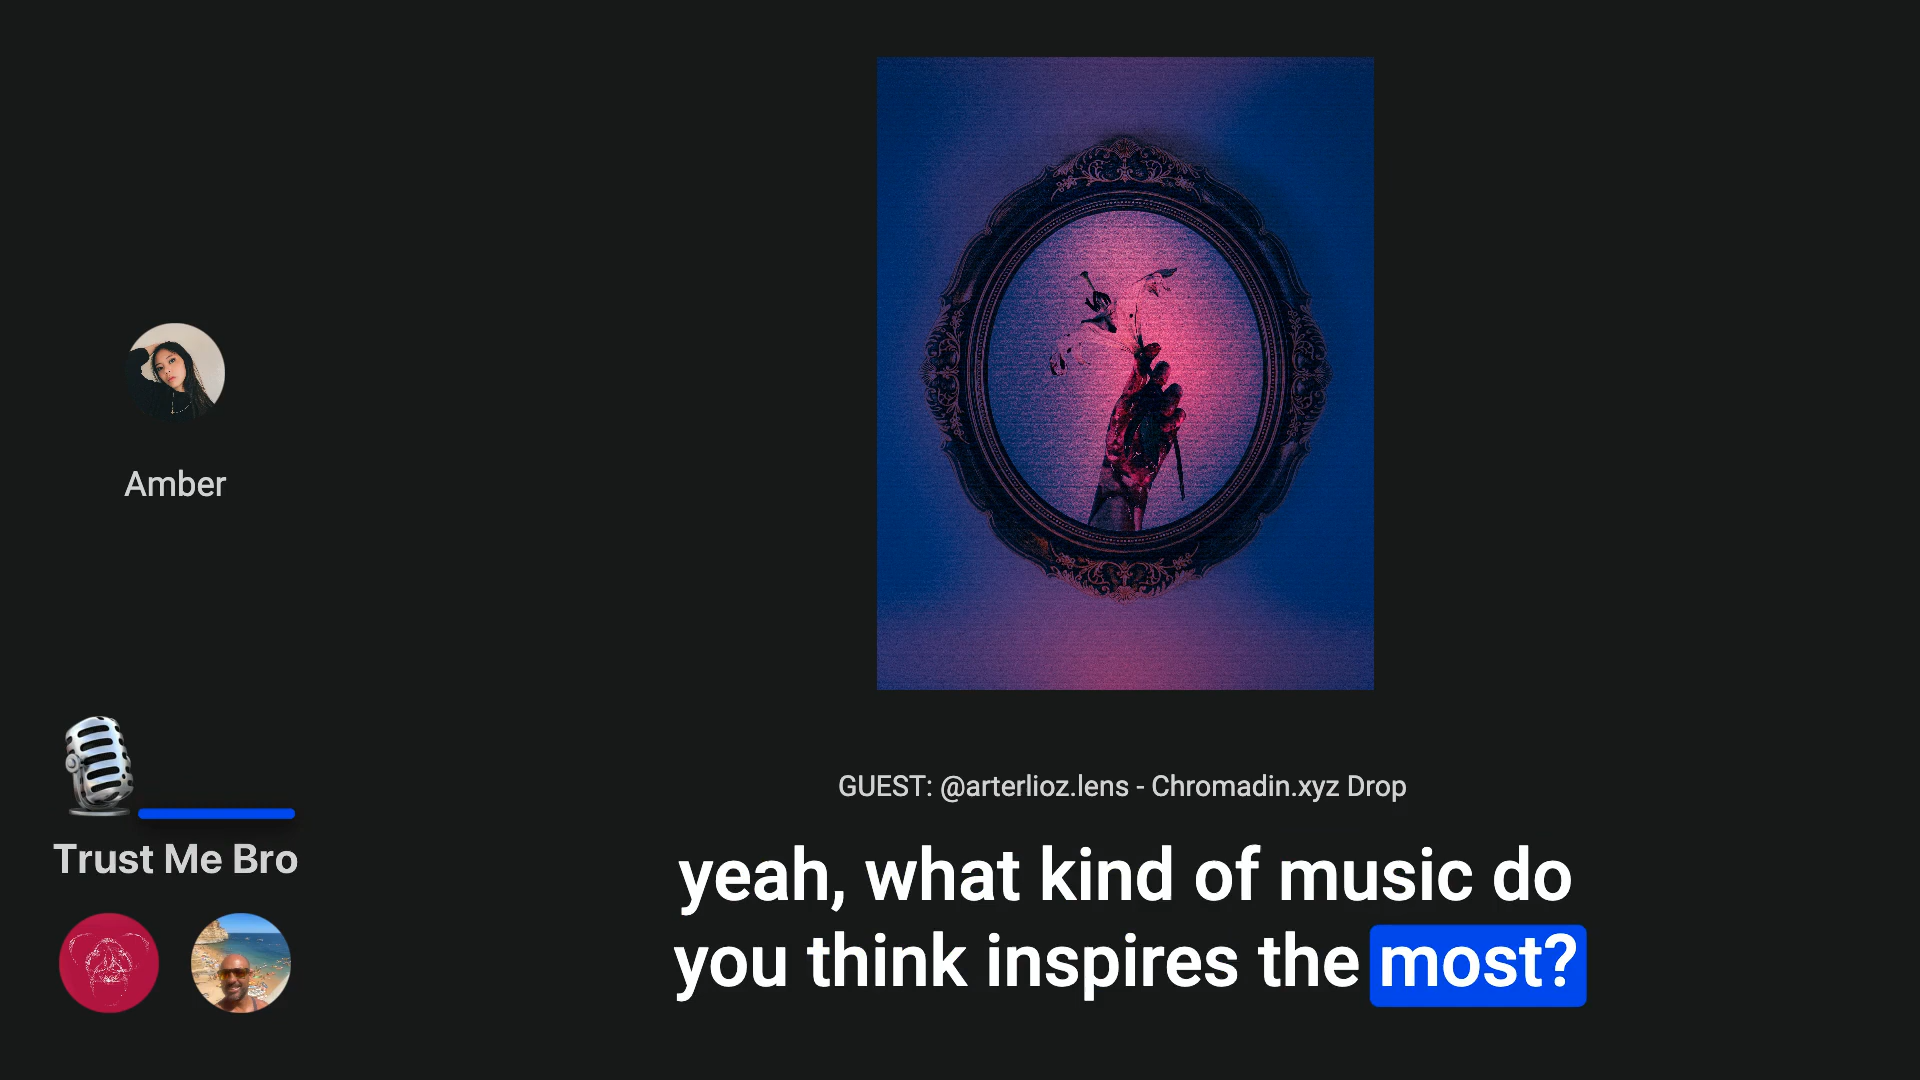 Amber
Trust Me Bro
GUEST: @arterlioz.lens - Chromadin.xyz Drop
yeah, what kind of music do
you think inspires the most?